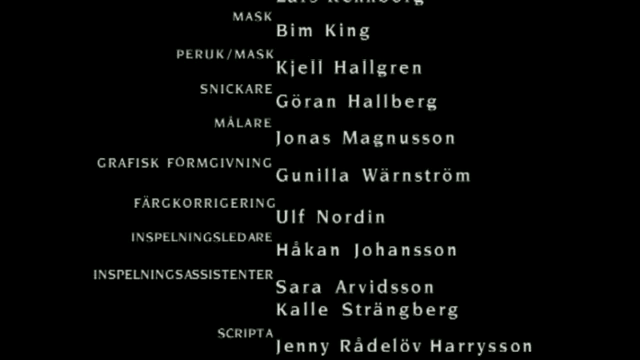 MASK
Bim King
PERUK/MASK
Kjell Hallgren
SNICKARE
Göran Hallberg
MÅLARE
Jonas Magnusson
GRAFISK FORMGIVNING
Gunilla Wärnström
FÄRGKORRIGERING
Ulf Nordin
INSPELNINGSLEDARE
Håkan Johansson
INSPELNINGSASSISTENTER
Sara Arvidsson
Kalle Strängberg
SCRIPTA
Jenny Rådelöv Harrysson